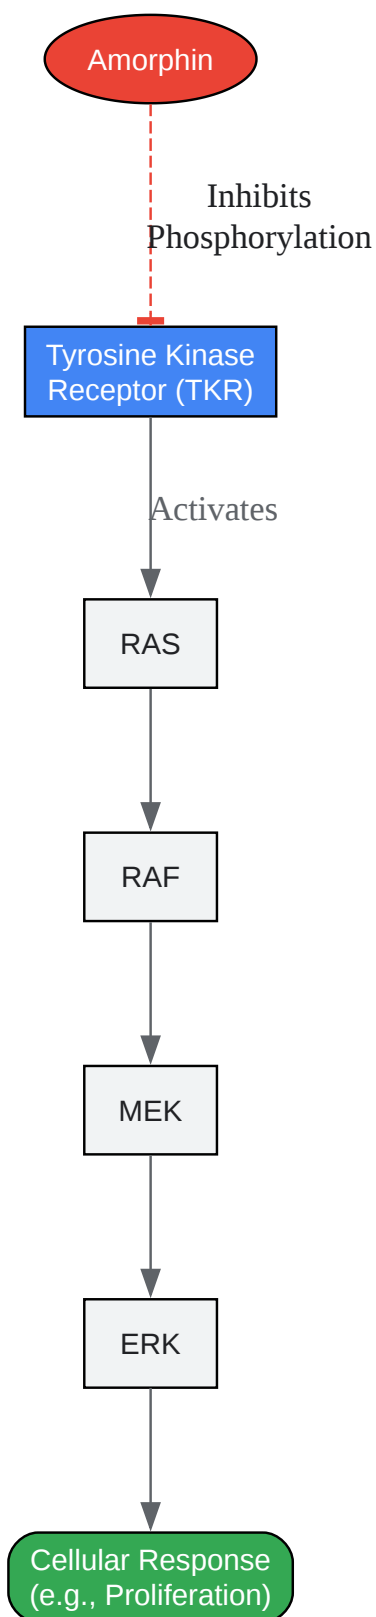 Amorphin
Inhibits
Phosphorylation
Tyrosine Kinase
Receptor (TKR)
Activates
RAS
RAF
MEK
ERK
Cellular Response
(e.g., Proliferation)